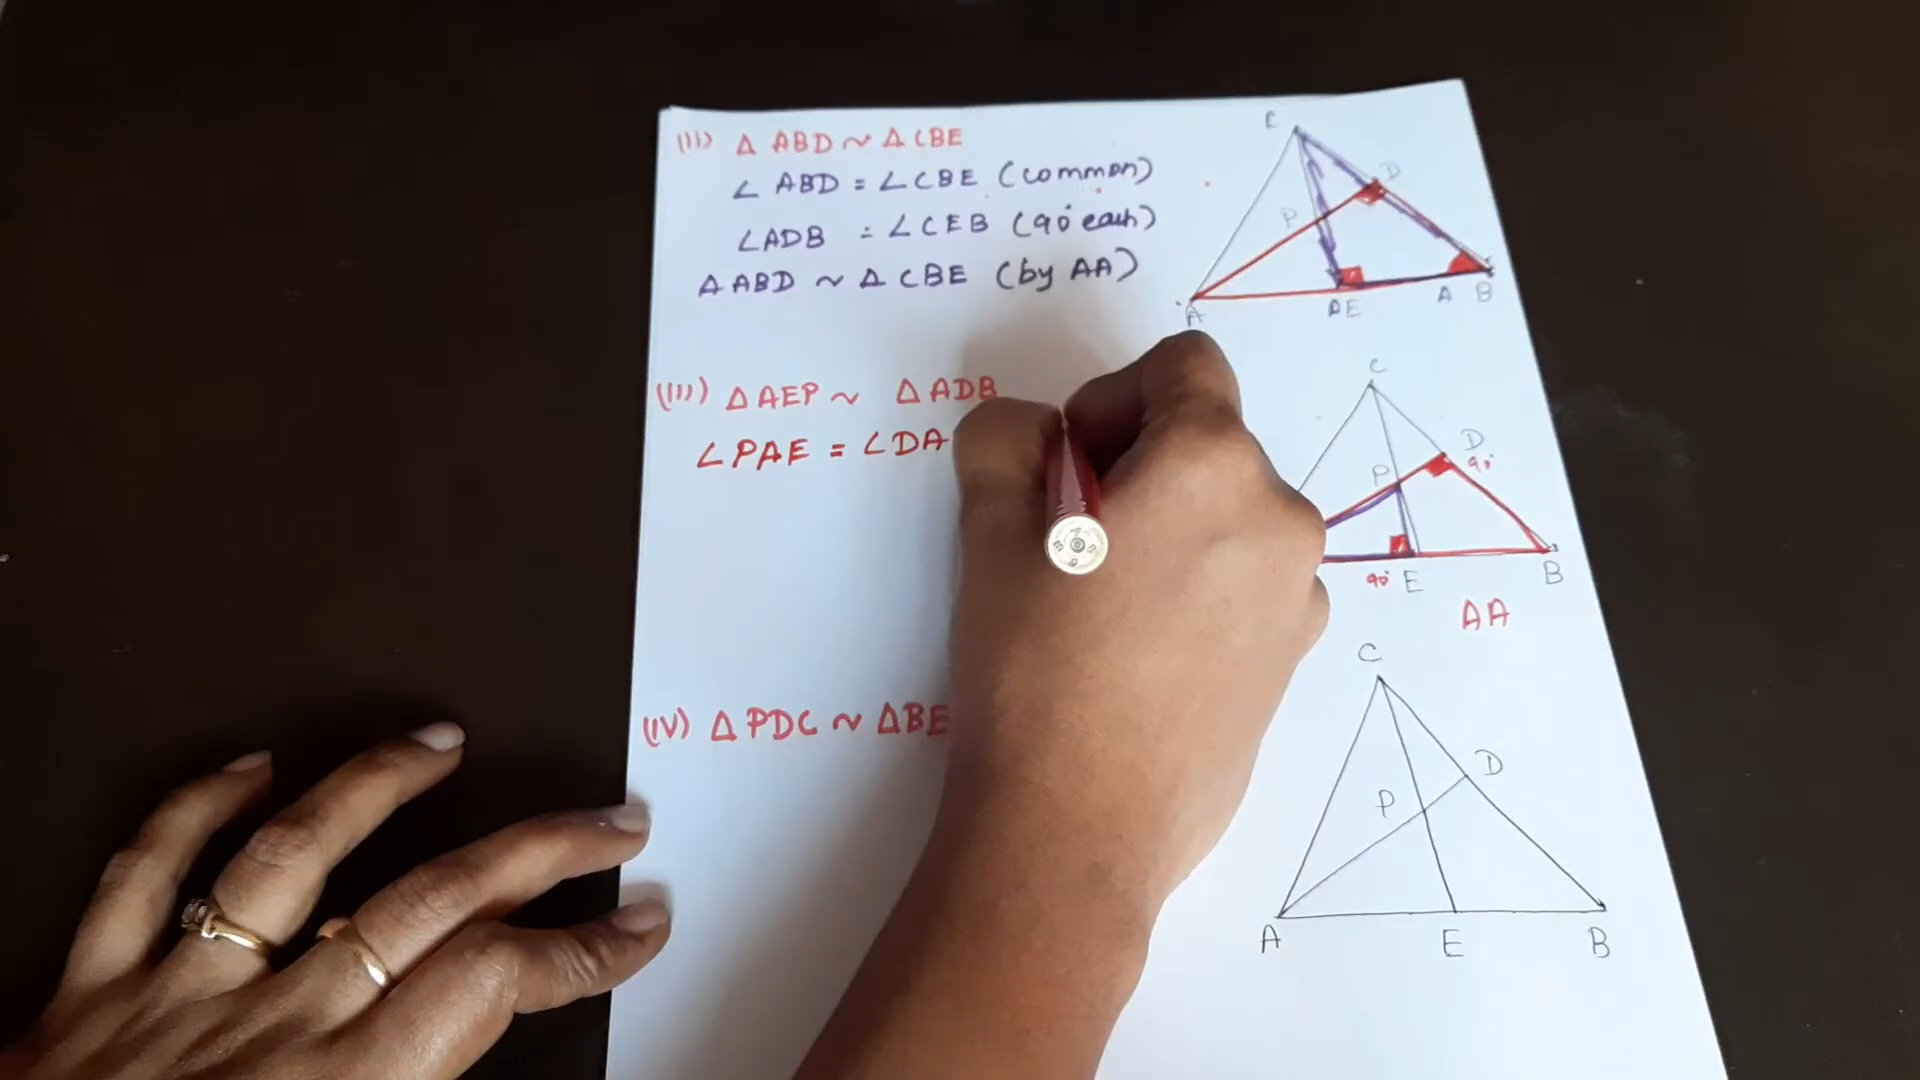 (II) Δ ABD ~ Δ CBE
∠ ABD = ∠CBE (common)
∠ADB = ∠CEB (90° each)
Δ ABD ~ Δ CBE (by AA)
C
D
P
A
E
A
B
(III) Δ AEP ~ Δ ADB
∠PAE = ∠DA
C
D
90°
P
90° E
B
AA
(IV) Δ PDC ~ Δ BE
C
D
P
A
E
B